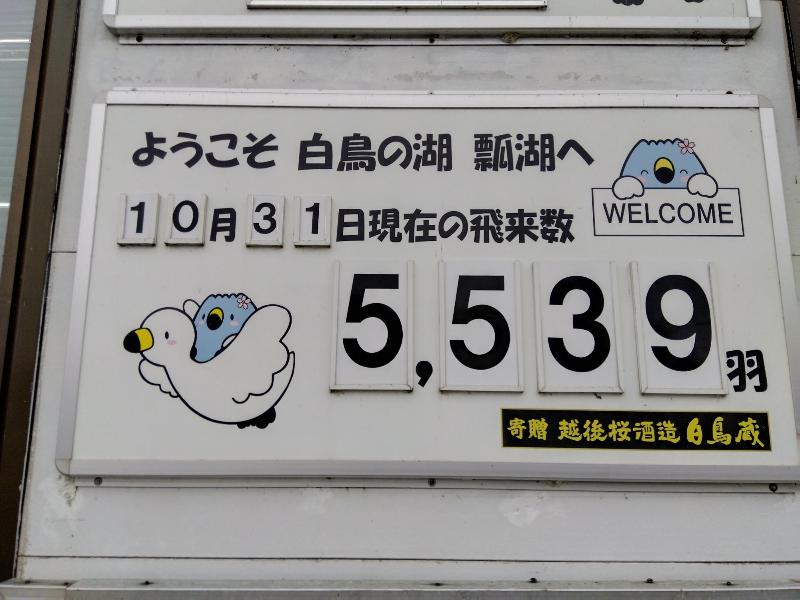 ようこそ 白鳥の湖 瓢湖へ
WELCOME
10月31日現在の飛来数
5,539羽
寄贈 越後桜酒造 白鳥蔵